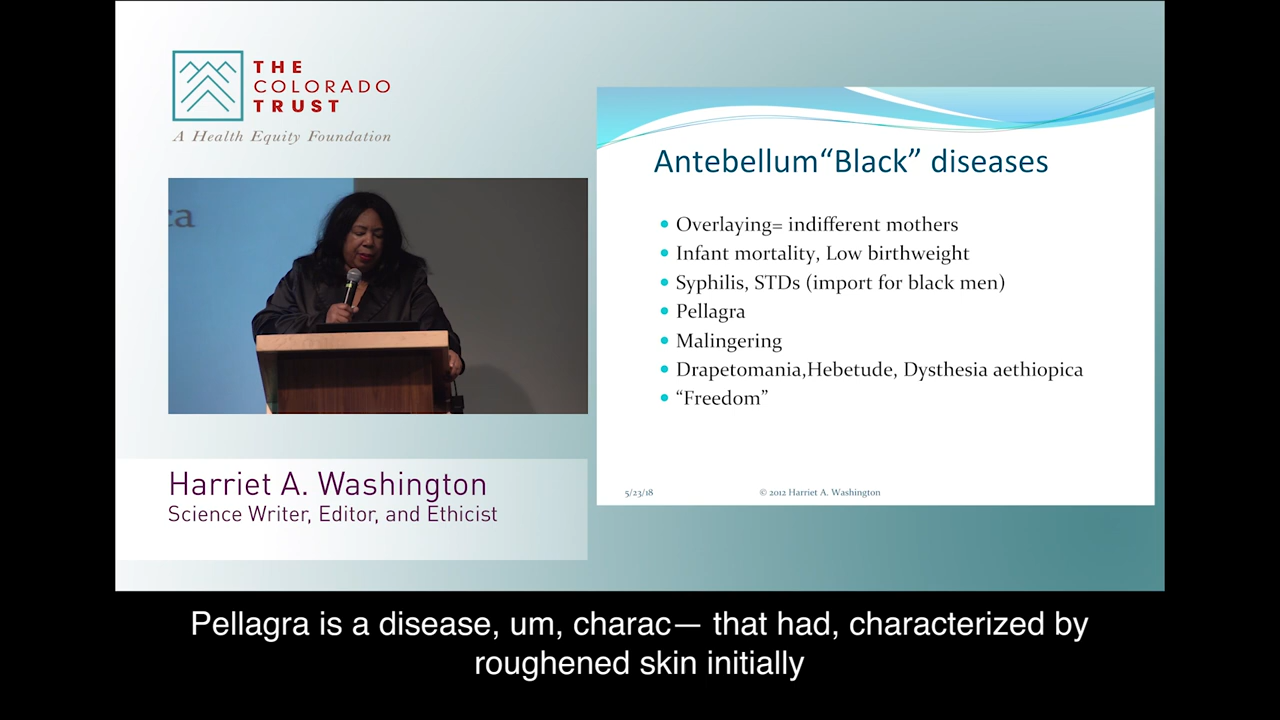 THE
COLORADO
TRUST
A Health Equity Foundation
ca
Harriet A. Washington
Science Writer, Editor, and Ethicist
Antebellum“Black” diseases
Overlaying= indifferent mothers
Infant mortality, Low birthweight
Syphilis, STDs (import for black men)
Pellagra
Malingering
Drapetomania,Hebetude, Dysthesia aethiopica
“Freedom”
5/23/18 © 2012 Harriet A. Washington
Pellagra is a disease, um, charac— that had, characterized by
roughened skin initially